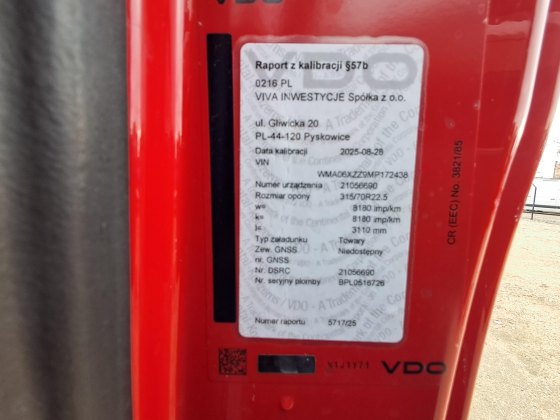 VDO
Raport z kalibracji §57b
0216 PL
VIVA INWESTYCJE Spółka z o.o.
ul. Gliwicka 20
PL-44-120 Pyskowice
Data kalibracji 2025-08-28
VIN
WMA06XZZ9MP172438
Numer urządzenia 21056690
Rozmiar opony 315/70R22.5
w= 8180 imp/km
k= 8180 imp/km
l= 3110 mm
Typ załadunku Towary
Zew. GNSS Niedostępny
nr. GNSS
Nr. DSRC 21056690
Nr. seryjny plomby BPL0516726
Numer raportu 5717/25
CR (EEC) No. 3821/85
VDO